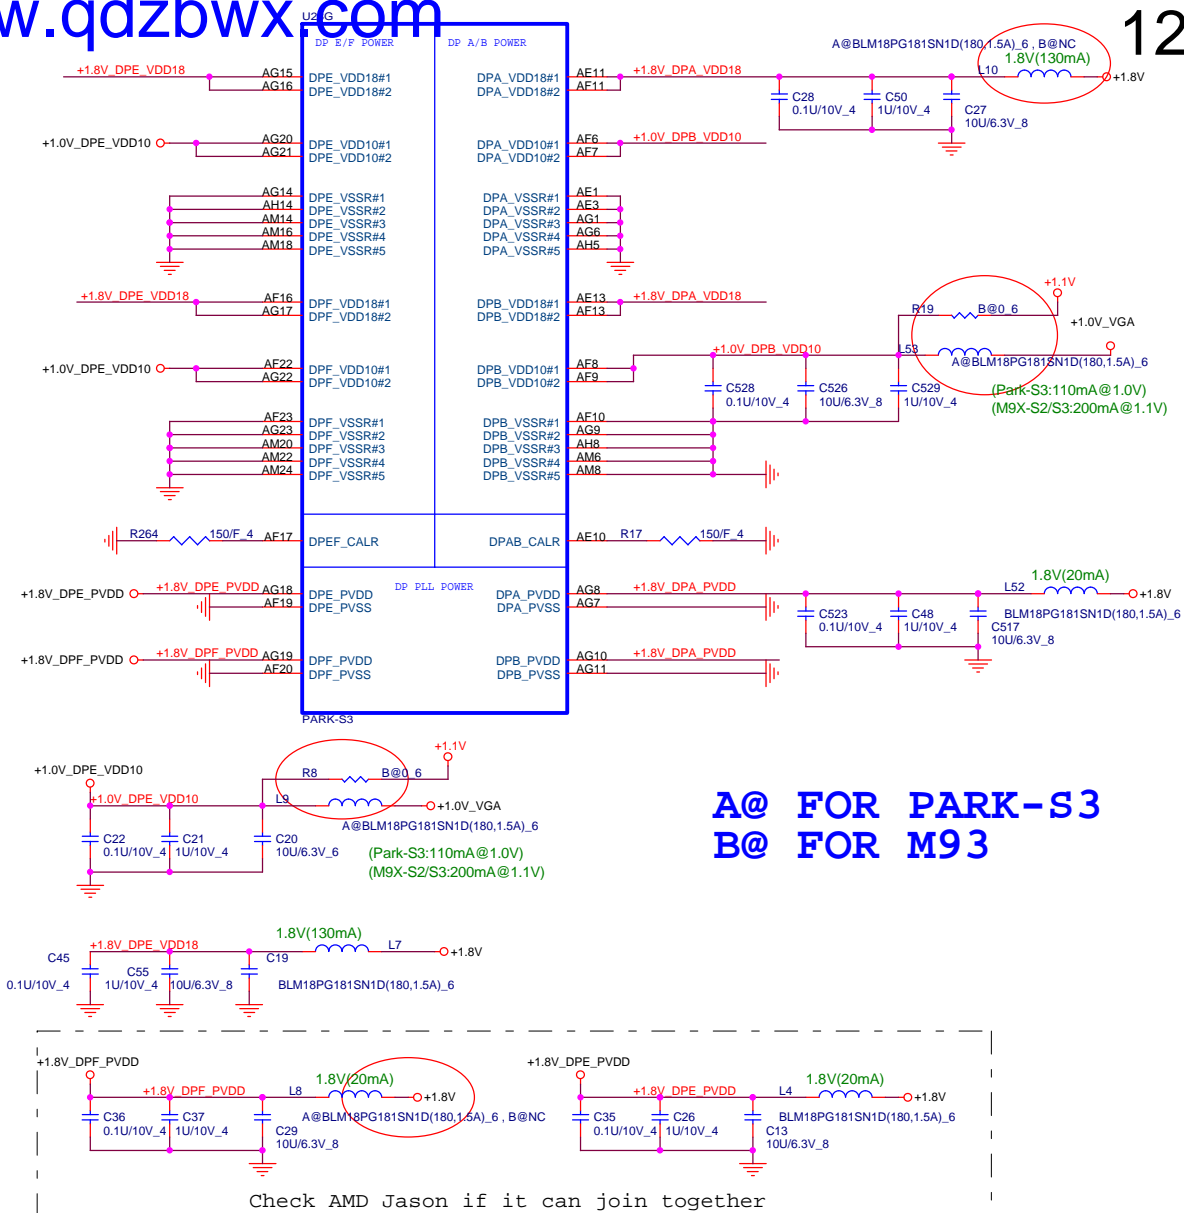 w.qdzbwx.com
12
DP E/F POWER
DP A/B POWER
A@BLM18PG181SN1D(180,1.5A)_6 , B@NC
1.8V(130mA)
L10
+1.8V
+1.8V_DPE_VDD18
AG15
AG16
DPE_VDD18#1
DPE_VDD18#2
DPA_VDD18#1
DPA_VDD18#2
AE11
AF11
+1.8V_DPA_VDD18
C28
0.1U/10V_4
C50
1U/10V_4
C27
10U/6.3V_8
+1.0V_DPE_VDD10
AG20
AG21
DPE_VDD10#1
DPE_VDD10#2
DPA_VDD10#1
DPA_VDD10#2
AF6
AF7
+1.0V_DPB_VDD10
AG14
AH14
AM14
AM16
AM18
DPE_VSSR#1
DPE_VSSR#2
DPE_VSSR#3
DPE_VSSR#4
DPE_VSSR#5
DPA_VSSR#1
DPA_VSSR#2
DPA_VSSR#3
DPA_VSSR#4
DPA_VSSR#5
AE1
AE3
AG1
AG6
AH5
+1.8V_DPE_VDD18
AF16
AG17
DPF_VDD18#1
DPF_VDD18#2
DPB_VDD18#1
DPB_VDD18#2
AE13
AF13
+1.8V_DPA_VDD18
+1.1V
R19
B@0_6
+1.0V_VGA
+1.0V_DPE_VDD10
AF22
AG22
DPF_VDD10#1
DPF_VDD10#2
DPB_VDD10#1
DPB_VDD10#2
AF8
AF9
+1.0V_DPB_VDD10
L53
A@BLM18PG181SN1D(180,1.5A)_6
C528
0.1U/10V_4
C526
10U/6.3V_8
C529
1U/10V_4
(Park-S3:110mA@1.0V)
(M9X-S2/S3:200mA@1.1V)
AF23
AG23
AM20
AM22
AM24
DPF_VSSR#1
DPF_VSSR#2
DPF_VSSR#3
DPF_VSSR#4
DPF_VSSR#5
DPB_VSSR#1
DPB_VSSR#2
DPB_VSSR#3
DPB_VSSR#4
DPB_VSSR#5
AF10
AG9
AH8
AM6
AM8
R264
150/F_4
AF17
DPEF_CALR
DPAB_CALR
AE10
R17
150/F_4
DP PLL POWER
+1.8V_DPE_PVDD
+1.8V_DPE_PVDD
AG18
AF19
DPE_PVDD
DPE_PVSS
DPA_PVDD
DPA_PVSS
AG8
AG7
+1.8V_DPA_PVDD
1.8V(20mA)
L52
+1.8V
BLM18PG181SN1D(180,1.5A)_6
C523
0.1U/10V_4
C48
1U/10V_4
C517
10U/6.3V_8
+1.8V_DPF_PVDD
+1.8V_DPF_PVDD
AG19
AF20
DPF_PVDD
DPF_PVSS
DPB_PVDD
DPB_PVSS
AG10
AG11
+1.8V_DPA_PVDD
PARK-S3
+1.1V
+1.0V_DPE_VDD10
R8
B@0_6
+1.0V_DPE_VDD10
L9
+1.0V_VGA
A@BLM18PG181SN1D(180,1.5A)_6
C22
0.1U/10V_4
C21
1U/10V_4
C20
10U/6.3V_6
(Park-S3:110mA@1.0V)
(M9X-S2/S3:200mA@1.1V)
A@ FOR PARK-S3
B@ FOR M93
1.8V(130mA)
+1.8V_DPE_VDD18
L7
+1.8V
C45
0.1U/10V_4
C55
1U/10V_4
C19
10U/6.3V_8
BLM18PG181SN1D(180,1.5A)_6
+1.8V_DPF_PVDD
1.8V(20mA)
+1.8V_DPF_PVDD
L8
+1.8V
A@BLM18PG181SN1D(180,1.5A)_6 , B@NC
C36
0.1U/10V_4
C37
1U/10V_4
C29
10U/6.3V_8
+1.8V_DPE_PVDD
1.8V(20mA)
+1.8V_DPE_PVDD
L4
+1.8V
BLM18PG181SN1D(180,1.5A)_6
C35
0.1U/10V_4
C26
1U/10V_4
C13
10U/6.3V_8
Check AMD Jason if it can join together